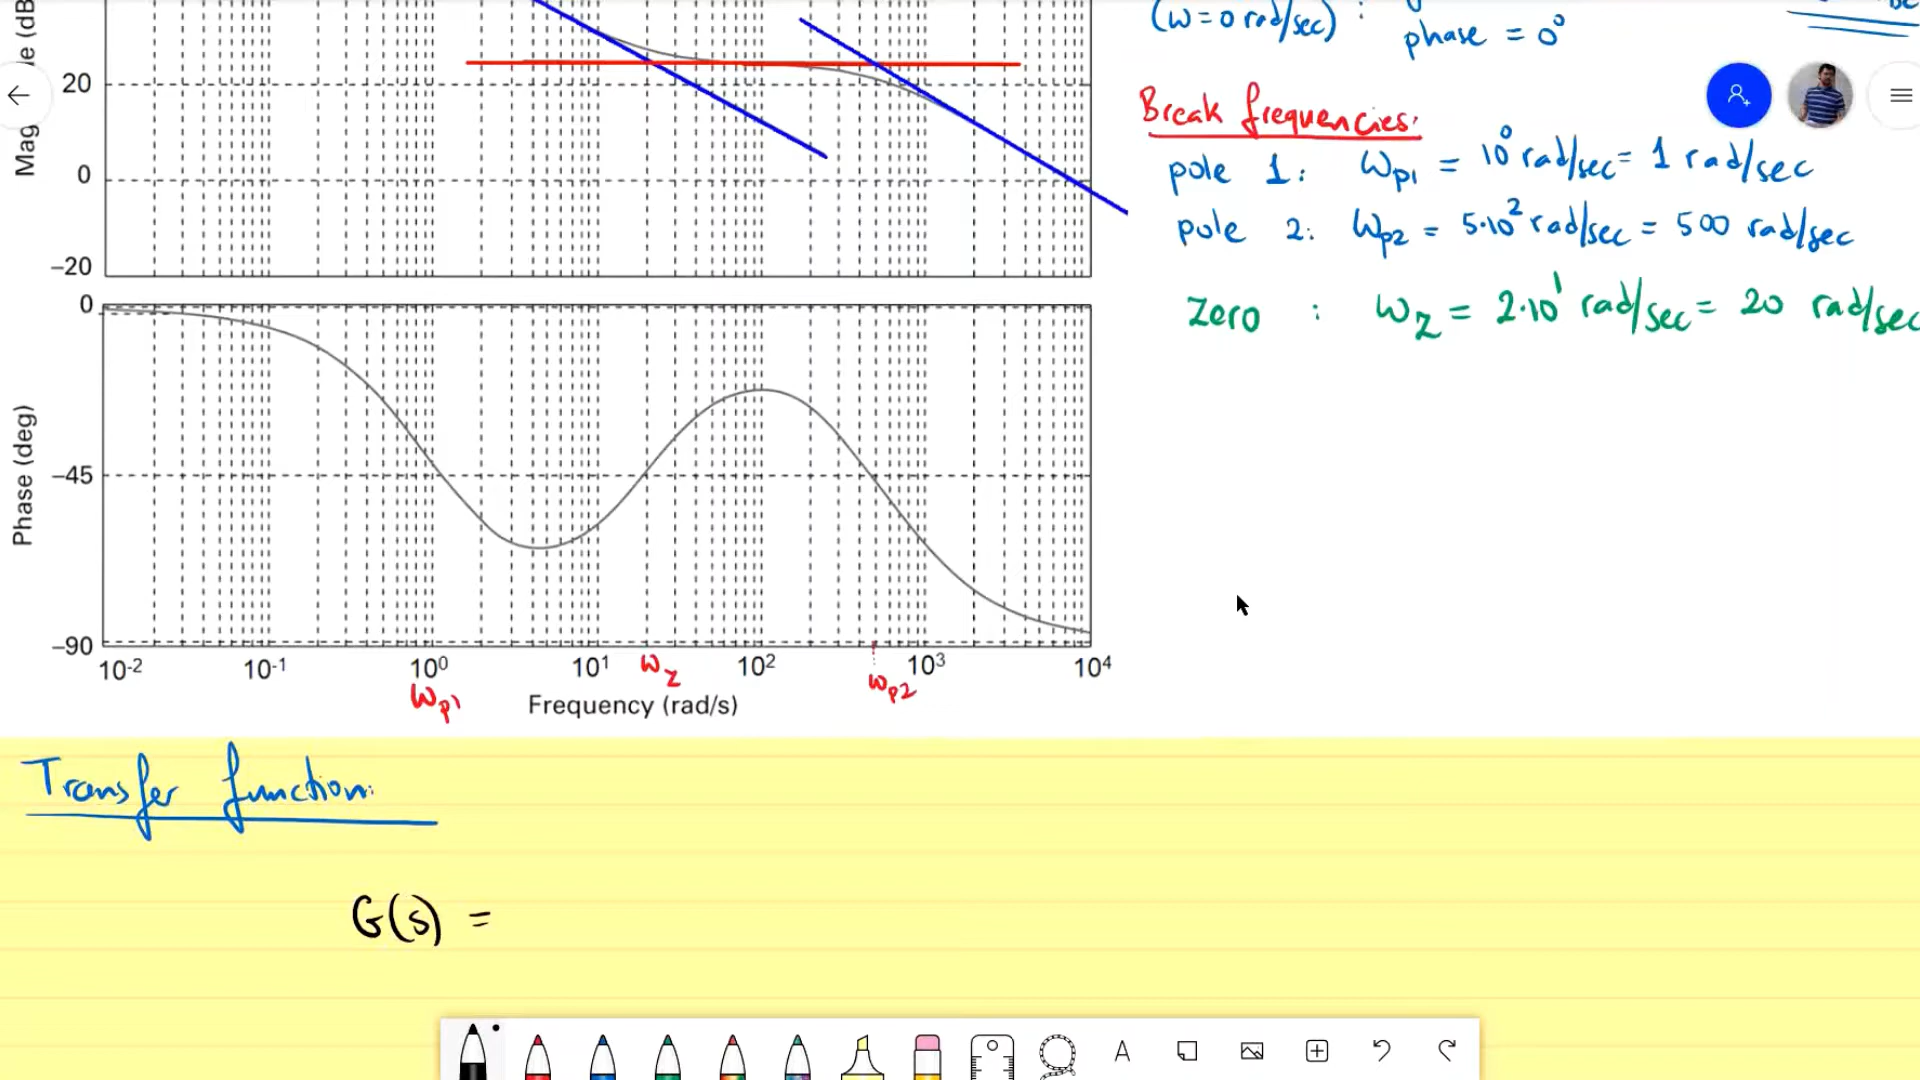 Magnitude (dB
20
0
–20
0
–45
–90
Phase (deg)
10-2 10-1 10⁰ 10¹ 10² 10³ 10⁴
ωp1 ωz ωp2
Frequency (rad/s)
(ω=0 rad/sec) :
phase = 0°
Break frequencies:
pole 1: ωp1 = 10⁰ rad/sec = 1 rad/sec
pole 2: ωp2 = 5·10² rad/sec = 500 rad/sec
Zero : ωz = 2·10¹ rad/sec = 20 rad/sec
Transfer function:
G(s) =
A